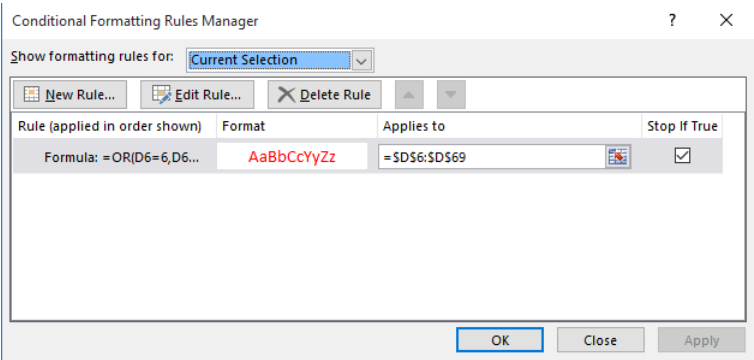 Conditional Formatting Rules Manager ? ×
Show formatting rules for: Current Selection
New Rule... Edit Rule... Delete Rule
Rule (applied in order shown) Format Applies to Stop If True
Formula: =OR(D6=6,D6... AaBbCcYyZz =$D$6:$D$69
OK Close Apply